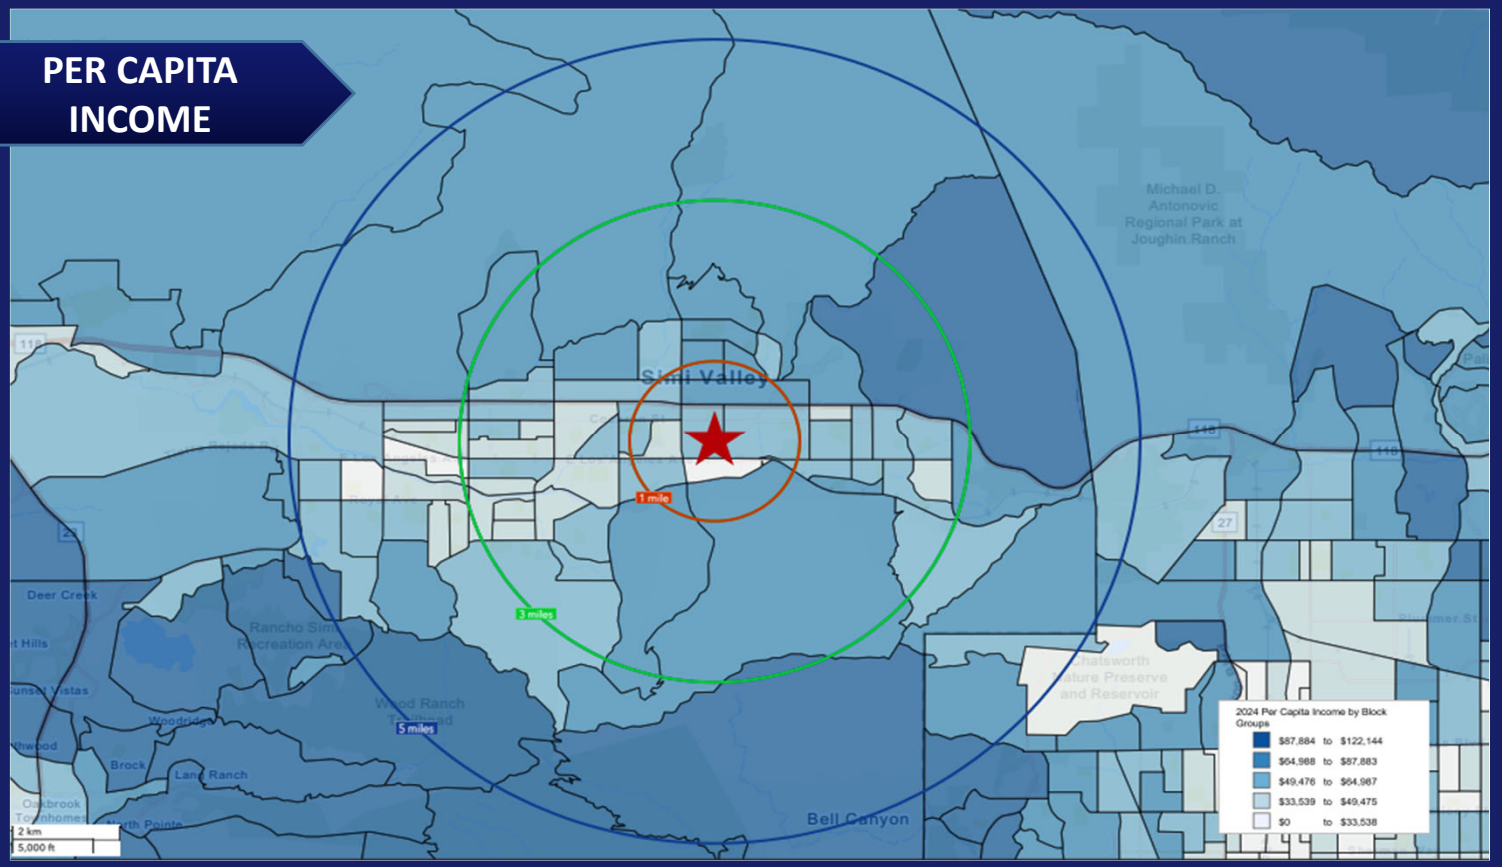 PER CAPITA
INCOME
Michael D.
Antonovic
Regional Park at
Joughin Ranch
118
Simi Valley
118
118
27
23
1 mile
3 miles
5 miles
Deer Creek
Rancho Simi
Recreation Area
Wood Ranch
Trailhead
Woodridge
Brock
Lang Ranch
Oakbrook
Townhomes
North Pointe
Bell Canyon
Chatsworth
Nature Preserve
and Reservoir
2 km
5,000 ft
2024 Per Capita Income by Block
Groups
$87,884 to $122,144
$64,988 to $87,883
$49,476 to $64,987
$33,539 to $49,475
$0 to $33,538